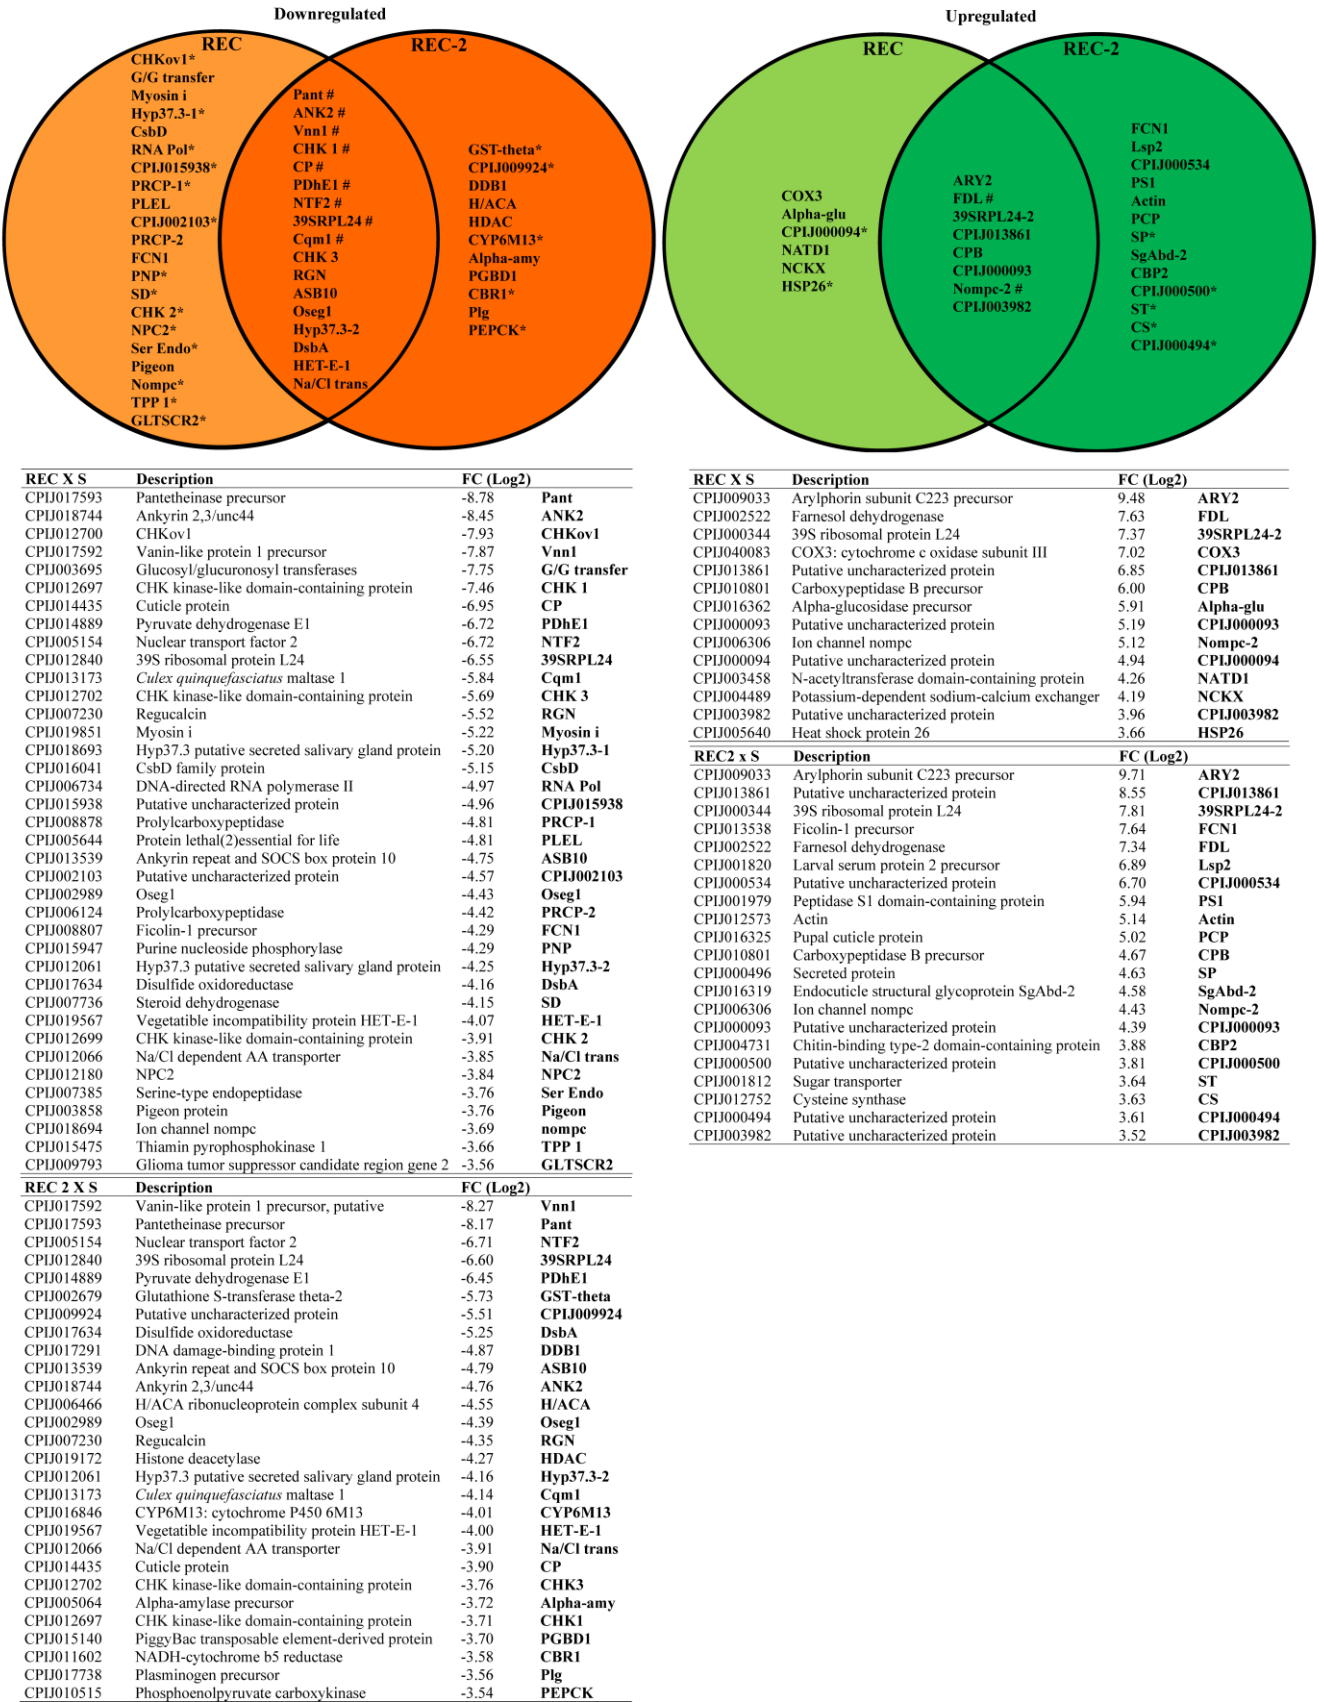 Downregulated
REC
REC-2
CHKov1*
G/G transfer
Myosin i
Hyp37.3-1*
CsbD
RNA Pol*
CPIJ015938*
PRCP-1*
PLEL
CPIJ002103*
PRCP-2
FCN1
PNP*
SD*
CHK 2*
NPC2*
Ser Endo*
Pigeon
Nompc*
TPP 1*
GLTSCR2*
Pant #
ANK2 #
Vnn1 #
CHK 1 #
CP #
PDhE1 #
NTF2 #
39SRPL24 #
Cqm1 #
CHK 3
RGN
ASB10
Oseg1
Hyp37.3-2
DsbA
HET-E-1
Na/Cl trans
GST-theta*
CPIJ009924*
DDB1
H/ACA
HDAC
CYP6M13*
Alpha-amy
PGBD1
CBR1*
Plg
PEPCK*
Upregulated
REC
REC-2
COX3
Alpha-glu
CPIJ000094*
NATD1
NCKX
HSP26*
ARY2
FDL #
39SRPL24-2
CPIJ013861
CPB
CPIJ000093
Nompc-2 #
CPIJ003982
FCN1
Lsp2
CPIJ000534
PS1
Actin
PCP
SP*
SgAbd-2
CBP2
CPIJ000500*
ST*
CS*
CPIJ000494*
REC X S Description FC (Log2)
CPIJ017593 Pantetheinase precursor -8.78 Pant
CPIJ018744 Ankyrin 2,3/unc44 -8.45 ANK2
CPIJ012700 CHKov1 -7.93 CHKov1
CPIJ017592 Vanin-like protein 1 precursor -7.87 Vnn1
CPIJ003695 Glucosyl/glucuronosyl transferases -7.75 G/G transfer
CPIJ012697 CHK kinase-like domain-containing protein -7.46 CHK 1
CPIJ014435 Cuticle protein -6.95 CP
CPIJ014889 Pyruvate dehydrogenase E1 -6.72 PDhE1
CPIJ005154 Nuclear transport factor 2 -6.72 NTF2
CPIJ012840 39S ribosomal protein L24 -6.55 39SRPL24
CPIJ013173 Culex quinquefasciatus maltase 1 -5.84 Cqm1
CPIJ012702 CHK kinase-like domain-containing protein -5.69 CHK 3
CPIJ007230 Regucalcin -5.52 RGN
CPIJ019851 Myosin i -5.22 Myosin i
CPIJ018693 Hyp37.3 putative secreted salivary gland protein -5.20 Hyp37.3-1
CPIJ016041 CsbD family protein -5.15 CsbD
CPIJ006734 DNA-directed RNA polymerase II -4.97 RNA Pol
CPIJ015938 Putative uncharacterized protein -4.96 CPIJ015938
CPIJ008878 Prolylcarboxypeptidase -4.81 PRCP-1
CPIJ005644 Protein lethal(2)essential for life -4.81 PLEL
CPIJ013539 Ankyrin repeat and SOCS box protein 10 -4.75 ASB10
CPIJ002103 Putative uncharacterized protein -4.57 CPIJ002103
CPIJ002989 Oseg1 -4.43 Oseg1
CPIJ006124 Prolylcarboxypeptidase -4.42 PRCP-2
CPIJ008807 Ficolin-1 precursor -4.29 FCN1
CPIJ015947 Purine nucleoside phosphorylase -4.29 PNP
CPIJ012061 Hyp37.3 putative secreted salivary gland protein -4.25 Hyp37.3-2
CPIJ017634 Disulfide oxidoreductase -4.16 DsbA
CPIJ007736 Steroid dehydrogenase -4.15 SD
CPIJ019567 Vegetatible incompatibility protein HET-E-1 -4.07 HET-E-1
CPIJ012699 CHK kinase-like domain-containing protein -3.91 CHK 2
CPIJ012066 Na/Cl dependent AA transporter -3.85 Na/Cl trans
CPIJ012180 NPC2 -3.84 NPC2
CPIJ007385 Serine-type endopeptidase -3.76 Ser Endo
CPIJ003858 Pigeon protein -3.76 Pigeon
CPIJ018694 Ion channel nompc -3.69 nompc
CPIJ015475 Thiamin pyrophosphokinase 1 -3.66 TPP 1
CPIJ009793 Glioma tumor suppressor candidate region gene 2 -3.56 GLTSCR2
REC 2 X S Description FC (Log2)
CPIJ017592 Vanin-like protein 1 precursor, putative -8.27 Vnn1
CPIJ017593 Pantetheinase precursor -8.17 Pant
CPIJ005154 Nuclear transport factor 2 -6.71 NTF2
CPIJ012840 39S ribosomal protein L24 -6.60 39SRPL24
CPIJ014889 Pyruvate dehydrogenase E1 -6.45 PDhE1
CPIJ002679 Glutathione S-transferase theta-2 -5.73 GST-theta
CPIJ009924 Putative uncharacterized protein -5.51 CPIJ009924
CPIJ017634 Disulfide oxidoreductase -5.25 DsbA
CPIJ017291 DNA damage-binding protein 1 -4.87 DDB1
CPIJ013539 Ankyrin repeat and SOCS box protein 10 -4.79 ASB10
CPIJ018744 Ankyrin 2,3/unc44 -4.76 ANK2
CPIJ006466 H/ACA ribonucleoprotein complex subunit 4 -4.55 H/ACA
CPIJ002989 Oseg1 -4.39 Oseg1
CPIJ007230 Regucalcin -4.35 RGN
CPIJ019172 Histone deacetylase -4.27 HDAC
CPIJ012061 Hyp37.3 putative secreted salivary gland protein -4.16 Hyp37.3-2
CPIJ013173 Culex quinquefasciatus maltase 1 -4.14 Cqm1
CPIJ016846 CYP6M13: cytochrome P450 6M13 -4.01 CYP6M13
CPIJ019567 Vegetatible incompatibility protein HET-E-1 -4.00 HET-E-1
CPIJ012066 Na/Cl dependent AA transporter -3.91 Na/Cl trans
CPIJ014435 Cuticle protein -3.90 CP
CPIJ012702 CHK kinase-like domain-containing protein -3.76 CHK3
CPIJ005064 Alpha-amylase precursor -3.72 Alpha-amy
CPIJ012697 CHK kinase-like domain-containing protein -3.71 CHK1
CPIJ015140 PiggyBac transposable element-derived protein -3.70 PGBD1
CPIJ011602 NADH-cytochrome b5 reductase -3.58 CBR1
CPIJ017738 Plasminogen precursor -3.56 Plg
CPIJ010515 Phosphoenolpyruvate carboxykinase -3.54 PEPCK
REC X S Description FC (Log2)
CPIJ009033 Arylphorin subunit C223 precursor 9.48 ARY2
CPIJ002522 Farnesol dehydrogenase 7.63 FDL
CPIJ000344 39S ribosomal protein L24 7.37 39SRPL24-2
CPIJ040083 COX3: cytochrome c oxidase subunit III 7.02 COX3
CPIJ013861 Putative uncharacterized protein 6.85 CPIJ013861
CPIJ010801 Carboxypeptidase B precursor 6.00 CPB
CPIJ016362 Alpha-glucosidase precursor 5.91 Alpha-glu
CPIJ000093 Putative uncharacterized protein 5.19 CPIJ000093
CPIJ006306 Ion channel nompc 5.12 Nompc-2
CPIJ000094 Putative uncharacterized protein 4.94 CPIJ000094
CPIJ003458 N-acetyltransferase domain-containing protein 4.26 NATD1
CPIJ004489 Potassium-dependent sodium-calcium exchanger 4.19 NCKX
CPIJ003982 Putative uncharacterized protein 3.96 CPIJ003982
CPIJ005640 Heat shock protein 26 3.66 HSP26
REC2 x S Description FC (Log2)
CPIJ009033 Arylphorin subunit C223 precursor 9.71 ARY2
CPIJ013861 Putative uncharacterized protein 8.55 CPIJ013861
CPIJ000344 39S ribosomal protein L24 7.81 39SRPL24-2
CPIJ013538 Ficolin-1 precursor 7.64 FCN1
CPIJ002522 Farnesol dehydrogenase 7.34 FDL
CPIJ001820 Larval serum protein 2 precursor 6.89 Lsp2
CPIJ000534 Putative uncharacterized protein 6.70 CPIJ000534
CPIJ001979 Peptidase S1 domain-containing protein 5.94 PS1
CPIJ012573 Actin 5.14 Actin
CPIJ016325 Pupal cuticle protein 5.02 PCP
CPIJ010801 Carboxypeptidase B precursor 4.67 CPB
CPIJ000496 Secreted protein 4.63 SP
CPIJ016319 Endocuticle structural glycoprotein SgAbd-2 4.58 SgAbd-2
CPIJ006306 Ion channel nompc 4.43 Nompc-2
CPIJ000093 Putative uncharacterized protein 4.39 CPIJ000093
CPIJ004731 Chitin-binding type-2 domain-containing protein 3.88 CBP2
CPIJ000500 Putative uncharacterized protein 3.81 CPIJ000500
CPIJ001812 Sugar transporter 3.64 ST
CPIJ012752 Cysteine synthase 3.63 CS
CPIJ000494 Putative uncharacterized protein 3.61 CPIJ000494
CPIJ003982 Putative uncharacterized protein 3.52 CPIJ003982